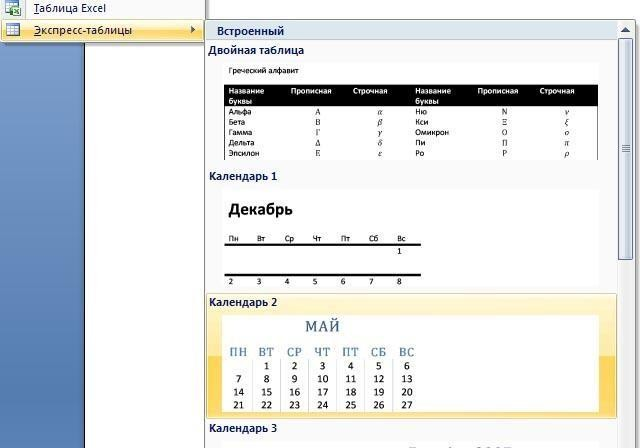 Таблица Excel
Экспресс-таблицы
Встроенный
Двойная таблица
Греческий алфавит
Название буквы Прописная Строчная Название буквы Прописная Строчная
Альфа Α α Ню Ν ν
Бета Β β Кси Ξ ξ
Гамма Γ γ Омикрон Ο ο
Дельта Δ δ Пи Π π
Эпсилон Ε ε Ро Ρ ρ
Календарь 1
Декабрь
Пн Вт Ср Чт Пт Сб Вс
1
2 3 4 5 6 7 8
Календарь 2
МАЙ
ПН ВТ СР ЧТ ПТ СБ ВС
1 2 3 4 5 6
7 8 9 10 11 12 13
14 15 16 17 18 19 20
21 22 23 24 25 26 27
Календарь 3